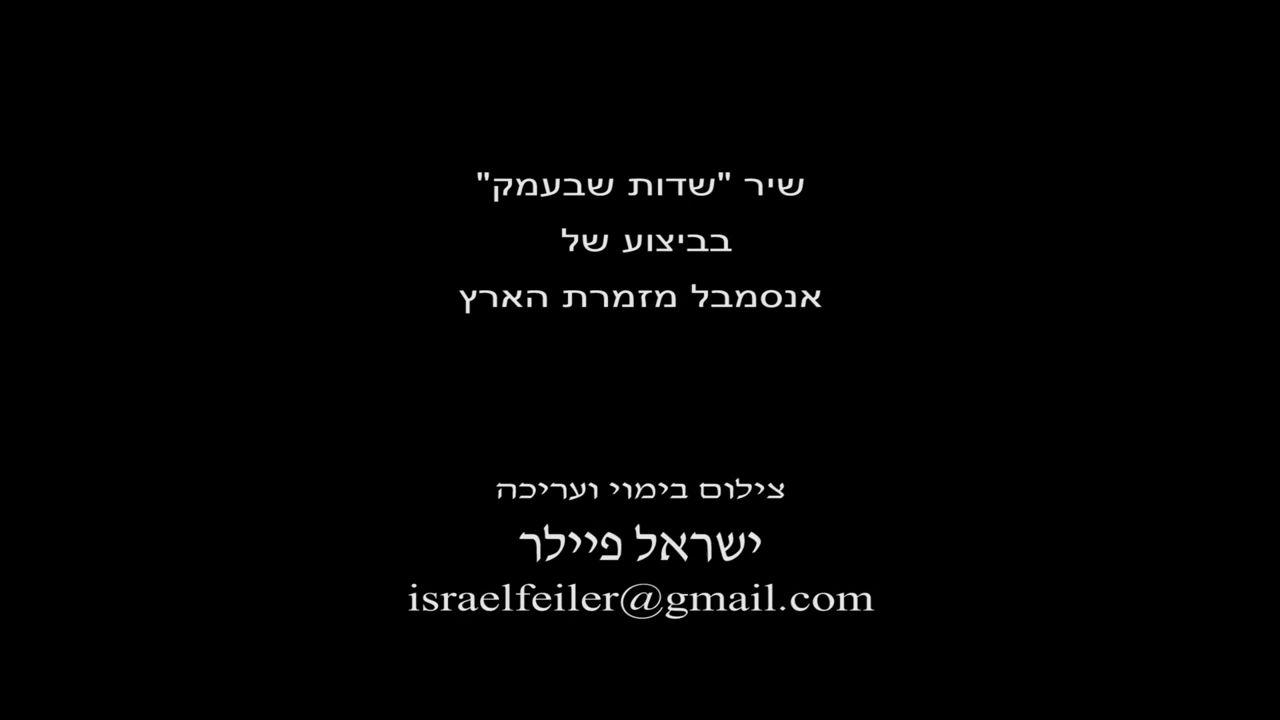 שיר "שדות שבעמק"
בביצוע של
אנסמבל מזמרת הארץ
צילום בימוי ועריכה
ישראל פיילר
israelfeiler@gmail.com